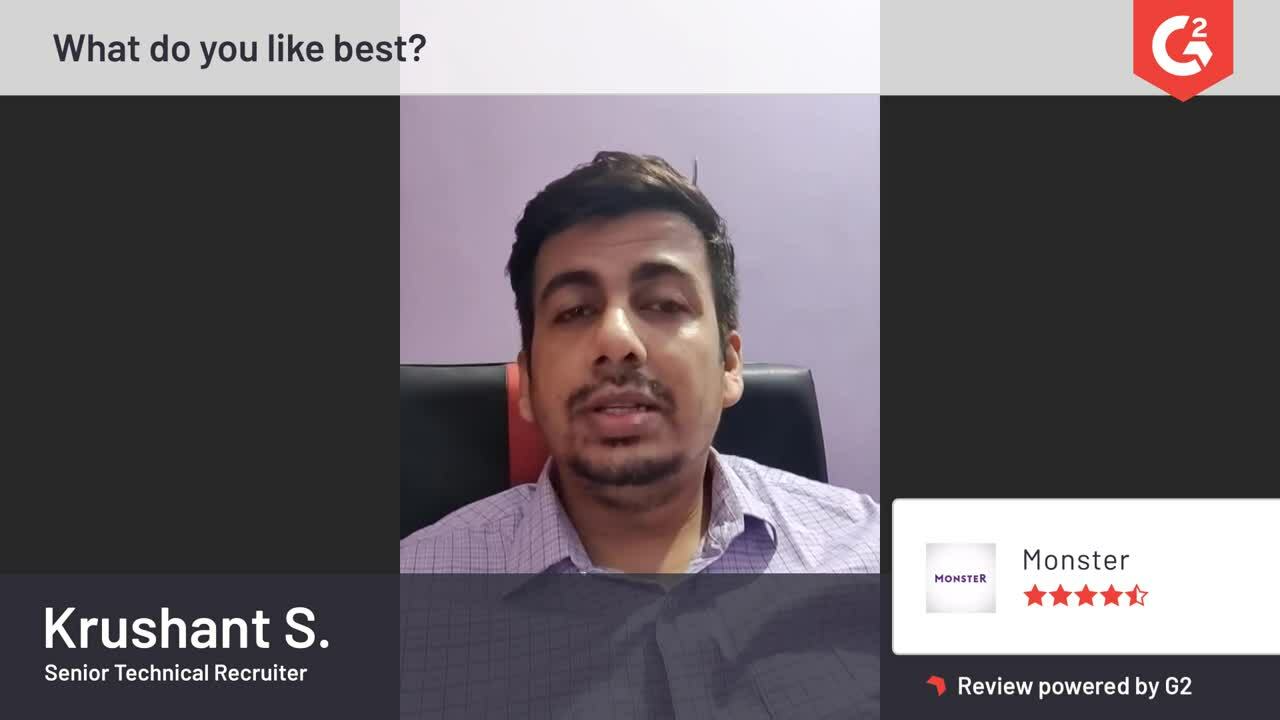 What do you like best?
G2
Krushant S.
Senior Technical Recruiter
MONSTER
Monster
Review powered by G2